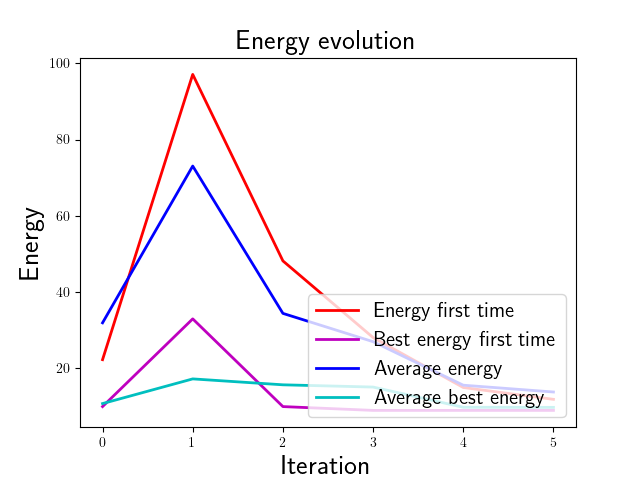 Energy evolution
Energy
100
80
60
40
20
Energy first time
Best energy first time
Average energy
Average best energy
0 1 2 3 4 5
Iteration